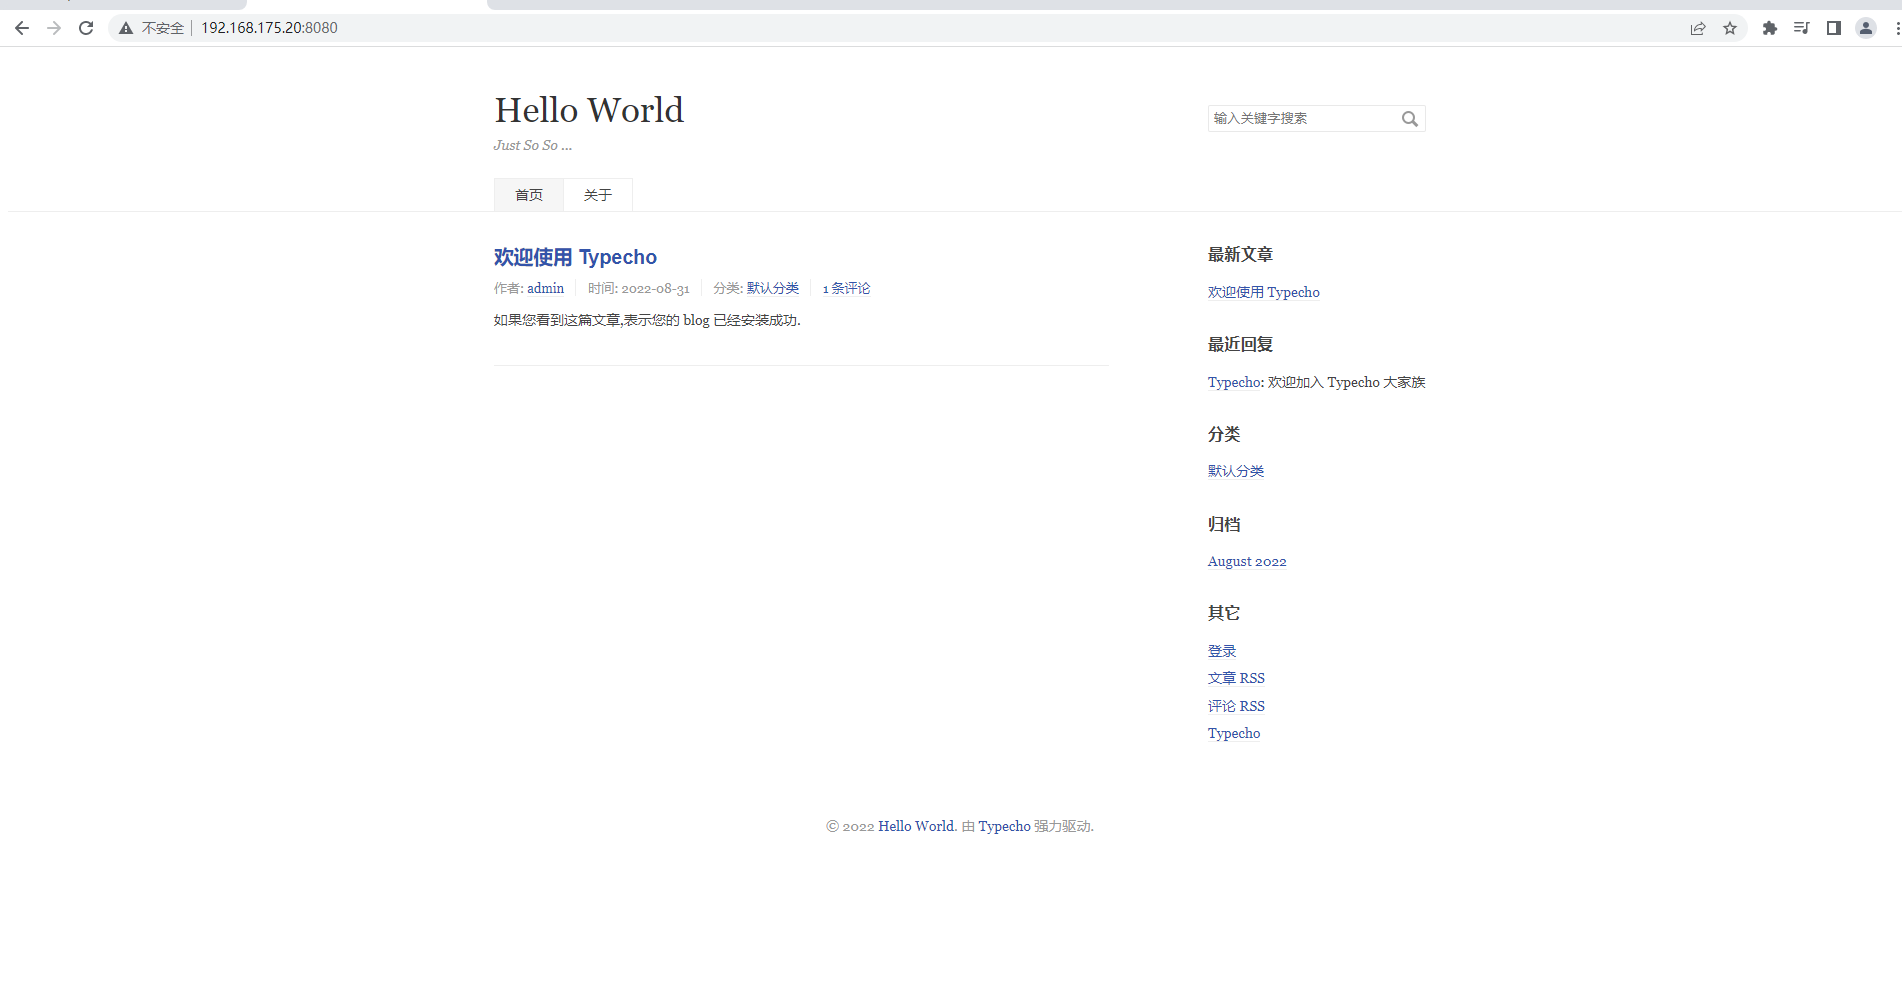 不安全 192.168.175.20:8080
Hello World
Just So So ...
输入关键字搜索
首页 关于
欢迎使用 Typecho
作者: admin 时间: 2022-08-31 分类: 默认分类 1 条评论
如果您看到这篇文章,表示您的 blog 已经安装成功.
最新文章
欢迎使用 Typecho
最近回复
Typecho: 欢迎加入 Typecho 大家族
分类
默认分类
归档
August 2022
其它
登录
文章 RSS
评论 RSS
Typecho
© 2022 Hello World. 由 Typecho 强力驱动.